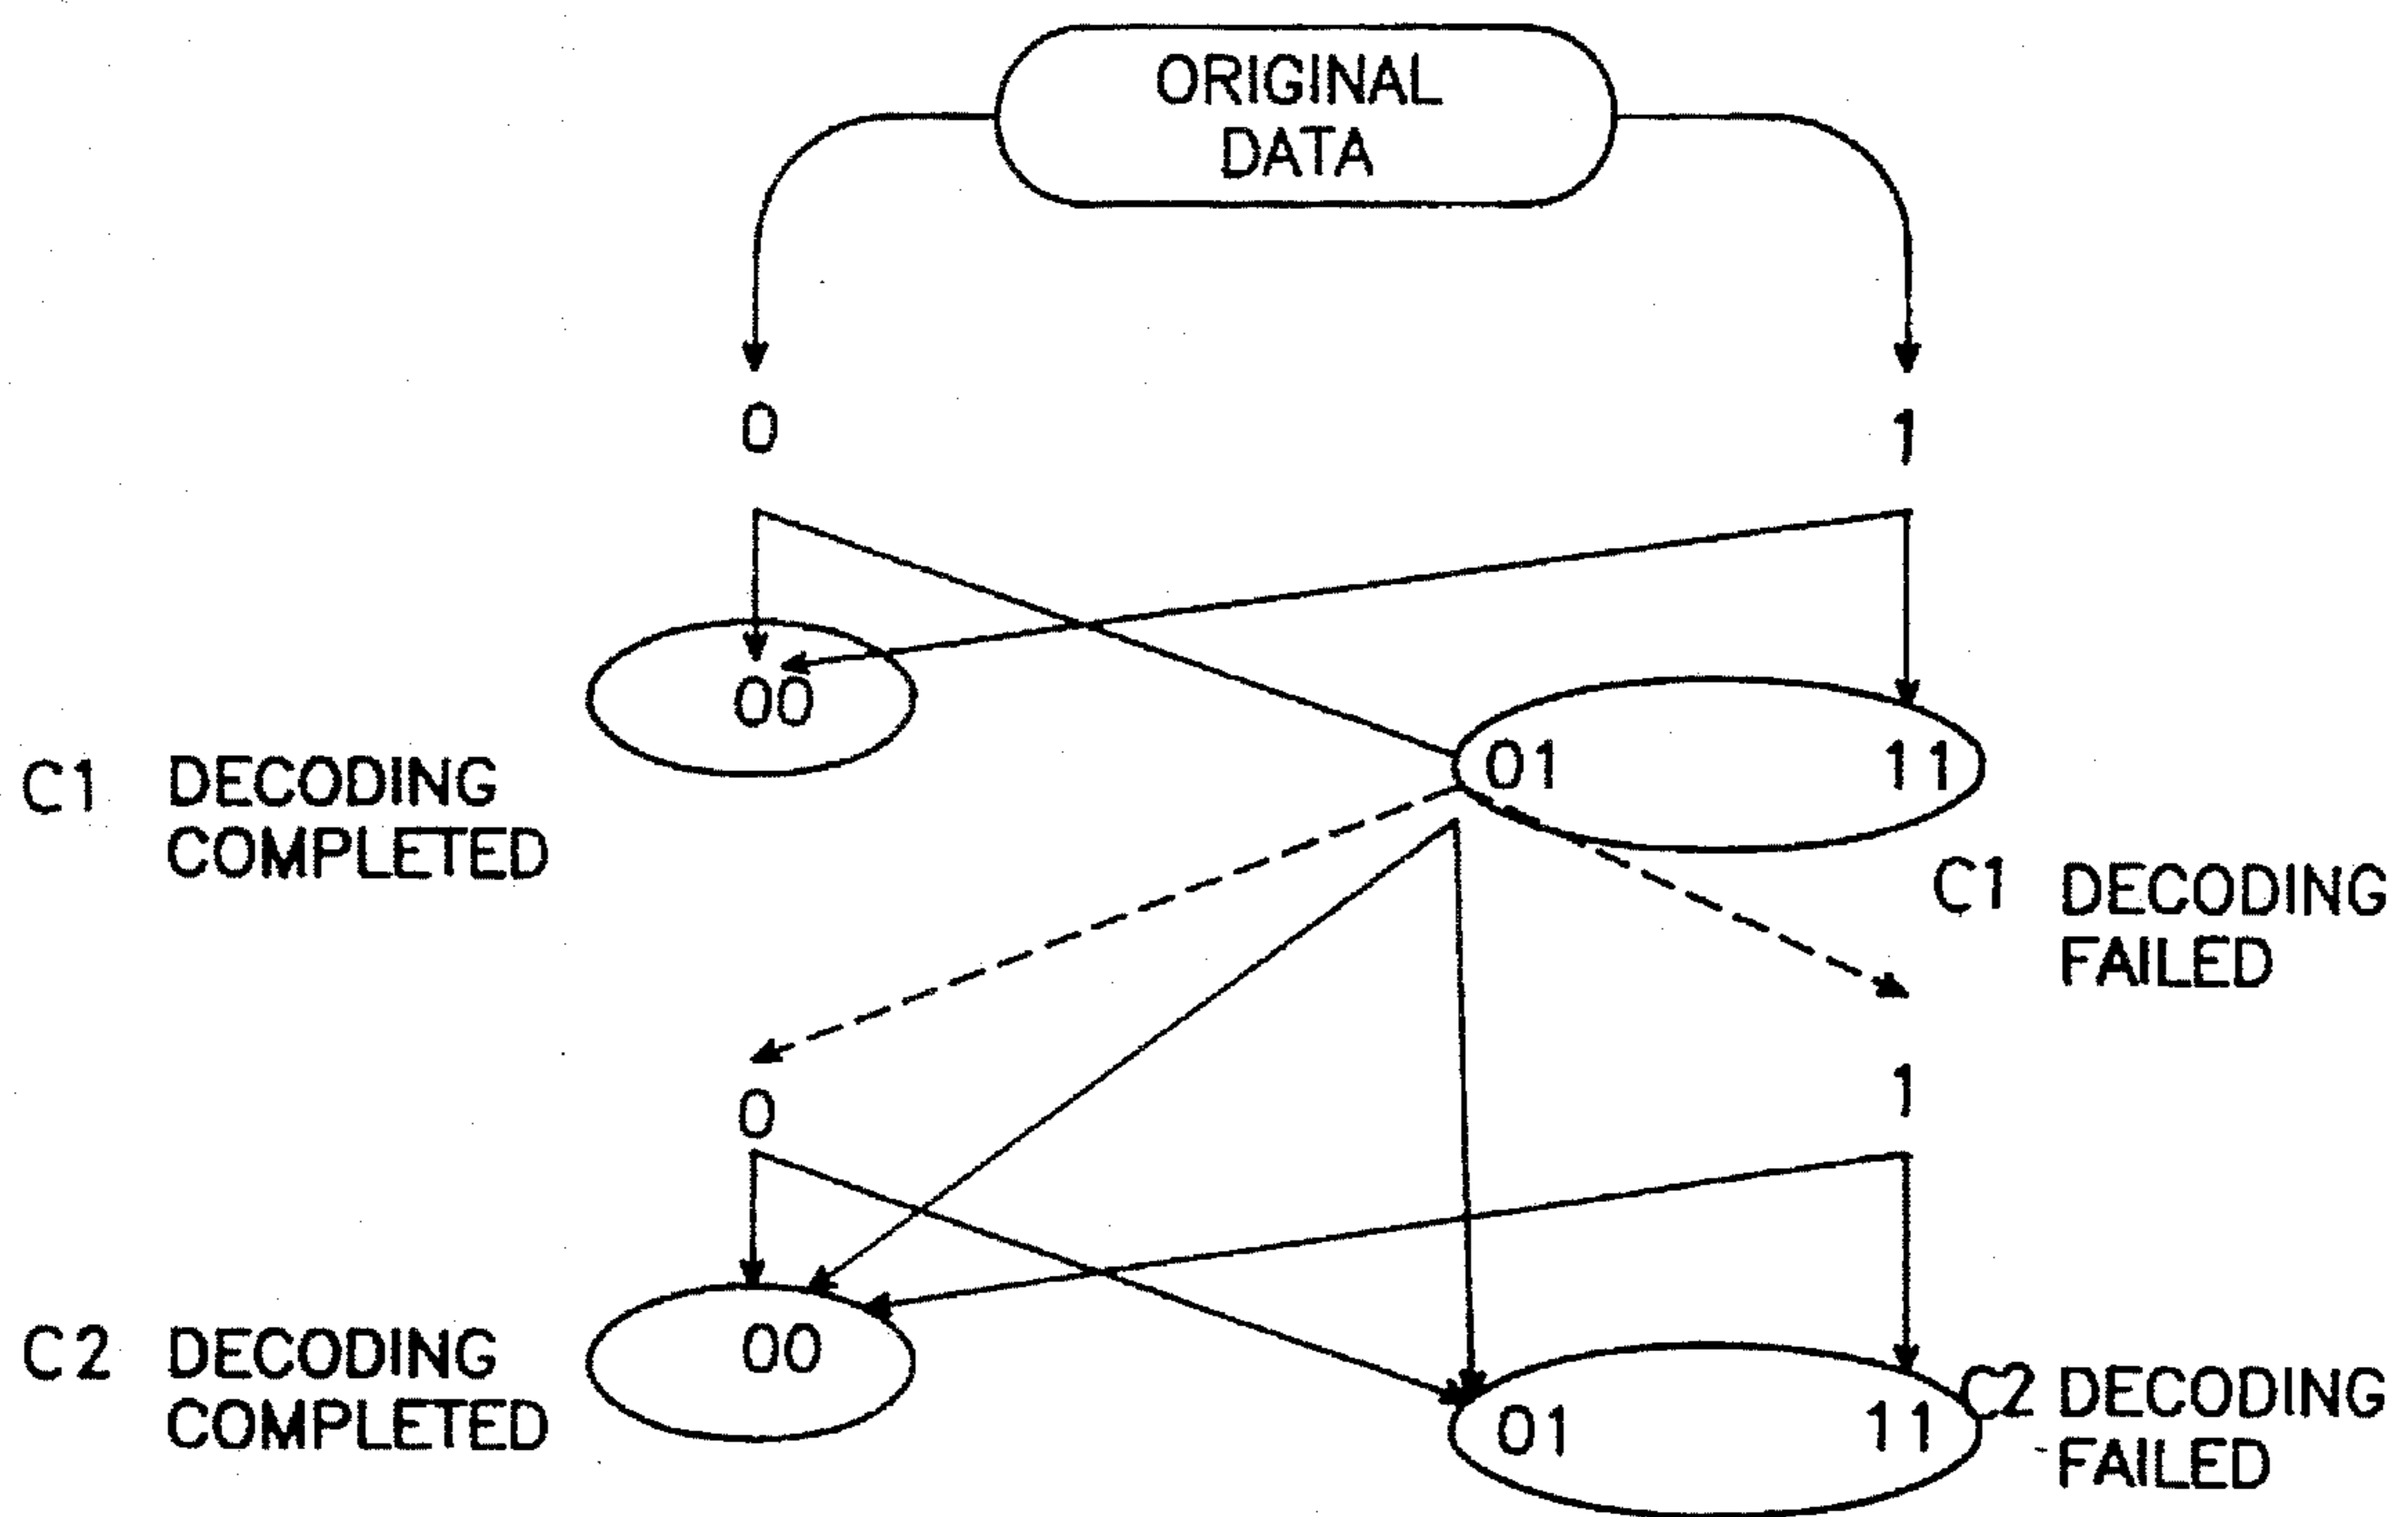 ORIGINAL
DATA
0
1
00
01 11
C1 DECODING
COMPLETED
C1 DECODING
FAILED
0
1
00
01 11
C2 DECODING
COMPLETED
C2 DECODING
FAILED